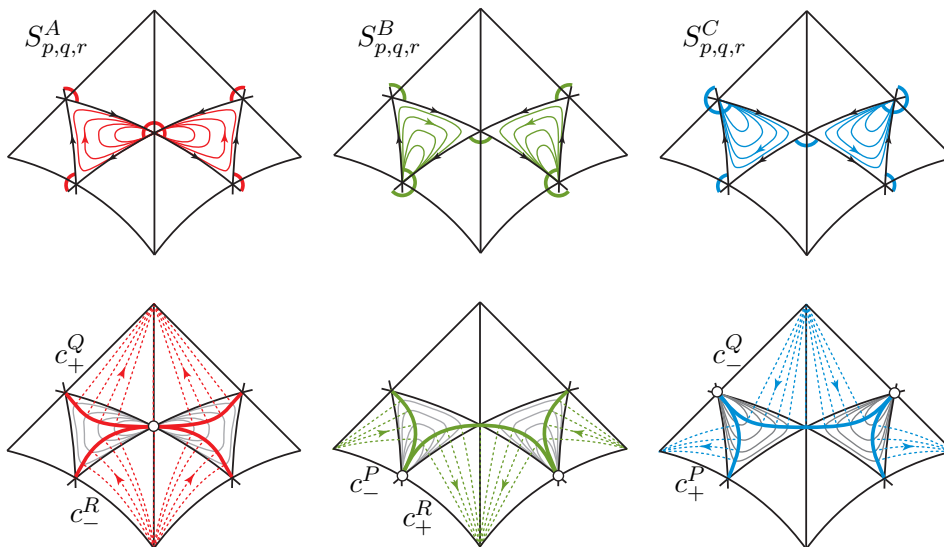 S^A_{p,q,r}
S^B_{p,q,r}
S^C_{p,q,r}
c^Q_+
c^R_-
c^P_-
c^R_+
c^Q_-
c^P_+